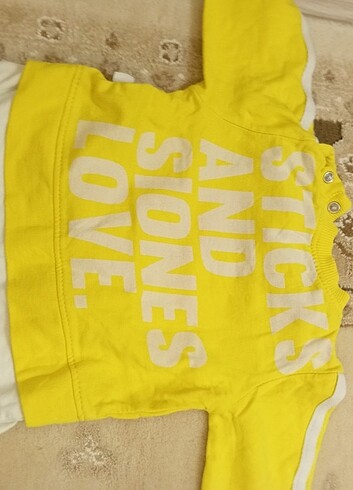 STICKS
AND
SIONES
LOVE.